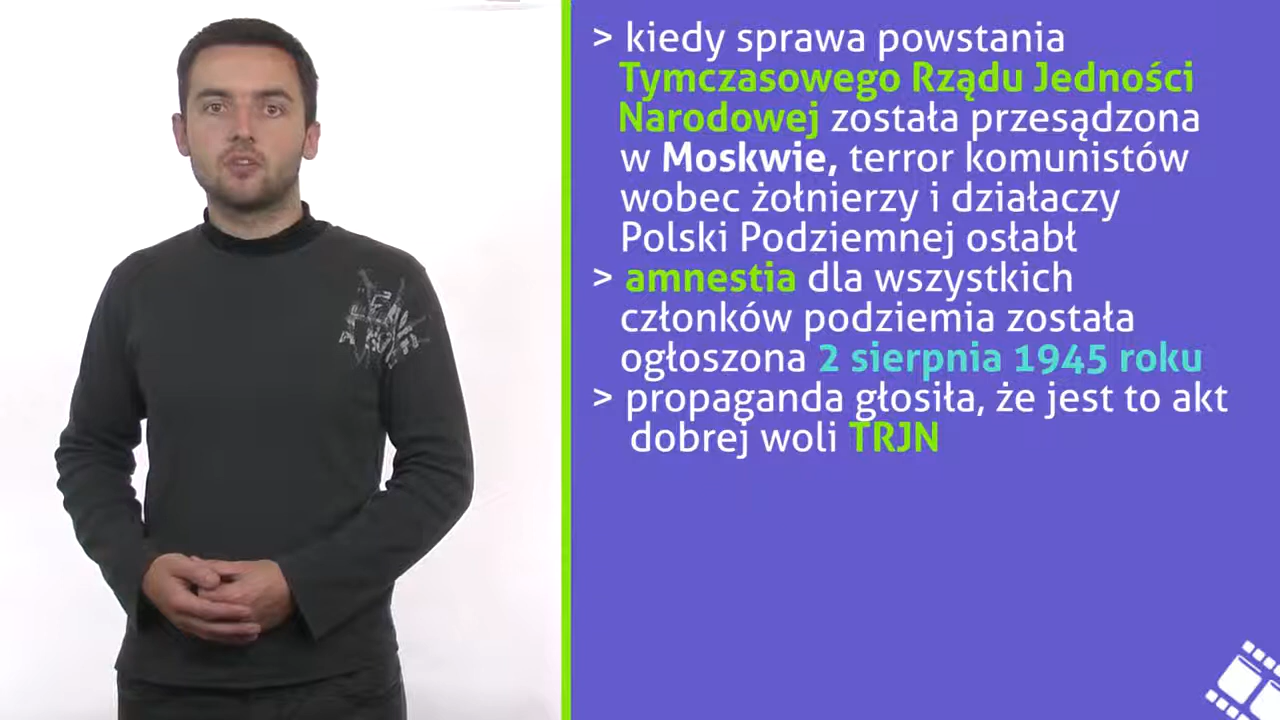 > kiedy sprawa powstania
Tymczasowego Rządu Jedności
Narodowej została przesądzona
w Moskwie, terror komunistów
wobec żołnierzy i działaczy
Polski Podziemnej osłabł
> amnestia dla wszystkich
członków podziemia została
ogłoszona 2 sierpnia 1945 roku
> propaganda głosiła, że jest to akt
dobrej woli TRJN